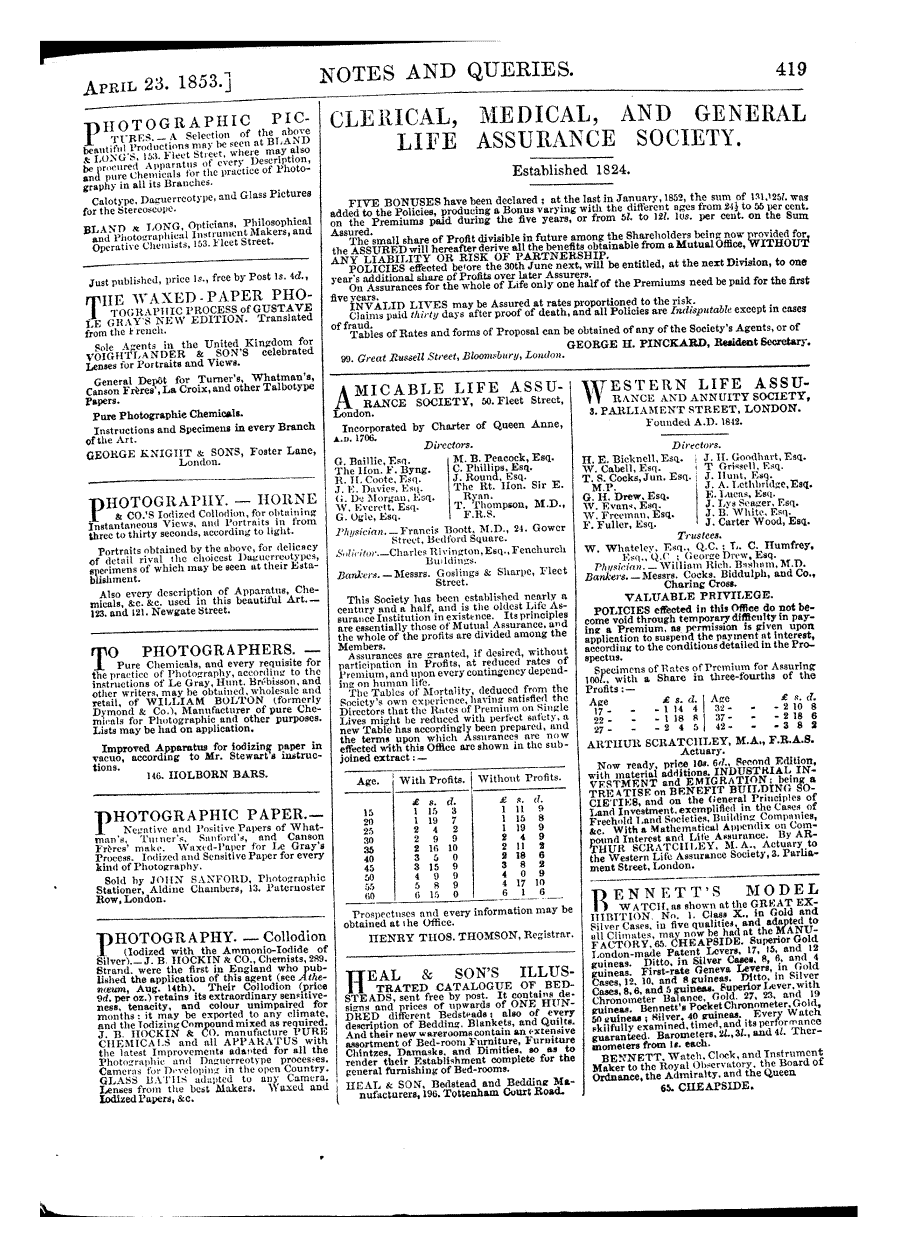 APRIL 23. 1853.]
NOTES AND QUERIES.
419
PHOTOGRAPHIC PIC-
TURES. — A Selection of the above
beautiful Productions may be seen at BLAND
& LONG'S, 153. Fleet Street, where may also
be procured Apparatus of every Description,
and pure Chemicals for the practice of Photo-
graphy in all its Branches.
Calotype, Daguerreotype, and Glass Pictures
for the Stereoscope.
BLAND & LONG, Opticians, Philosophical
and Photographical Instrument Makers, and
Operative Chemists, 153. Fleet Street.
Just published, price 1s., free by Post 1s. 4d.,
THE WAXED-PAPER PHO-
TOGRAPHIC PROCESS of GUSTAVE
LE GRAY'S NEW EDITION. Translated
from the French.
Sole Agents in the United Kingdom for
VOIGHTLANDER & SON'S celebrated
Lenses for Portraits and Views.
General Depôt for Turner's, Whatman's,
Canson Frères', La Croix, and other Talbotype
Papers.
Pure Photographic Chemicals.
Instructions and Specimens in every Branch
of the Art.
GEORGE KNIGHT & SONS, Foster Lane,
London.
PHOTOGRAPHY. — HORNE
& CO.'S Iodized Collodion, for obtaining
Instantaneous Views, and Portraits in from
three to thirty seconds, according to light.
Portraits obtained by the above, for delicacy
of detail rival the choicest Daguerreotypes,
specimens of which may be seen at their Esta-
blishment.
Also every description of Apparatus, Che-
micals, &c. &c. used in this beautiful Art.—
123. and 121. Newgate Street.
TO PHOTOGRAPHERS. —
Pure Chemicals, and every requisite for
the practice of Photography, according to the
instructions of Le Gray, Hunt, Brébisson, and
other writers, may be obtained, wholesale and
retail, of WILLIAM BOLTON (formerly
Dymond & Co.), Manufacturer of pure Che-
micals for Photographic and other purposes.
Lists may be had on application.
Improved Apparatus for iodizing paper in
vacuo, according to Mr. Stewart's instruc-
tions.
146. HOLBORN BARS.
PHOTOGRAPHIC PAPER.—
Negative and Positive Papers of What-
man's, Turner's, Sanford's, and Canson
Frères' make. Waxed-Paper for Le Gray's
Process. Iodized and Sensitive Paper for every
kind of Photography.
Sold by JOHN SANFORD, Photographic
Stationer, Aldine Chambers, 13. Paternoster
Row, London.
PHOTOGRAPHY. — Collodion
(Iodized with the Ammonio-Iodide of
Silver).—J. B. HOCKIN & CO., Chemists, 289.
Strand, were the first in England who pub-
lished the application of this agent (see Athe-
næum, Aug. 14th). Their Collodion (price
9d. per oz.) retains its extraordinary sensitive-
ness, tenacity, and colour unimpaired for
months: it may be exported to any climate,
and the Iodizing Compound mixed as required.
J. B. HOCKIN & CO. manufacture PURE
CHEMICALS and all APPARATUS with
the latest Improvements adapted for all the
Photographic and Daguerreotype processes.
Cameras for Developing in the open Country.
GLASS BATHS adapted to any Camera.
Lenses from the best Makers. Waxed and
Iodized Papers, &c.
CLERICAL, MEDICAL, AND GENERAL
LIFE ASSURANCE SOCIETY.
Established 1824.
FIVE BONUSES have been declared: at the last in January, 1852, the sum of 131,125l. was
added to the Policies, producing a Bonus varying with the different ages from 24½ to 55 per cent.
on the Premiums paid during the five years, or from 5l. to 12l. 10s. per cent. on the Sum
Assured.
The small share of Profit divisible in future among the Shareholders being now provided for,
the ASSURED will hereafter derive all the benefits obtainable from a Mutual Office, WITHOUT
ANY LIABILITY OR RISK OF PARTNERSHIP.
POLICIES effected before the 30th June next, will be entitled, at the next Division, to one
year's additional share of Profits over later Assurers.
On Assurances for the whole of Life only one half of the Premiums need be paid for the first
five years.
INVALID LIVES may be Assured at rates proportioned to the risk.
Claims paid thirty days after proof of death, and all Policies are Indisputable except in cases
of fraud.
Tables of Rates and forms of Proposal can be obtained of any of the Society's Agents, or of
GEORGE H. PINCKARD, Resident Secretary.
99. Great Russell Street, Bloomsbury, London.
AMICABLE LIFE ASSU-
RANCE SOCIETY, 50. Fleet Street,
London.
Incorporated by Charter of Queen Anne,
A.D. 1706.
Directors.
G. Baillie, Esq.
The Hon. F. Byng.
R. H. Coote, Esq.
J. E. Davies, Esq.
G. De Morgan, Esq.
W. Everett, Esq.
G. Ogle, Esq.
M. B. Peacock, Esq.
C. Phillips, Esq.
J. Round, Esq.
The Rt. Hon. Sir E.
Ryan.
T. Thompson, M.D.,
F.R.S.
Physician. — Francis Boott, M.D., 24. Gower
Street, Bedford Square.
Solicitor.—Charles Rivington, Esq., Fenchurch
Buildings.
Bankers. — Messrs. Goslings & Sharpe, Fleet
Street.
This Society has been established nearly a
century and a half, and is the oldest Life As-
surance Institution in existence. Its principles
are essentially those of Mutual Assurance, and
the whole of the profits are divided among the
Members.
Assurances are granted, if desired, without
participation in Profits, at reduced rates of
Premium, and upon every contingency depend-
ing on human life.
The Tables of Mortality, deduced from the
Society's own experience, having satisfied the
Directors that the Rates of Premium on Single
Lives might be reduced with perfect safety, a
new Table has accordingly been prepared, and
the terms upon which Assurances are now
effected with this Office are shown in the sub-
joined extract:—
Age. With Profits. Without Profits.
£ s. d. £ s. d.
15 1 15 3 1 11 9
20 1 19 7 1 15 8
25 2 4 2 1 19 9
30 2 9 9 2 4 9
35 2 16 10 2 11 2
40 3 5 0 2 18 6
45 3 15 9 3 8 2
50 4 9 9 4 0 9
55 5 8 9 4 17 10
60 6 15 0 6 1 6
Prospectuses and every information may be
obtained at the Office.
HENRY THOS. THOMSON, Registrar.
HEAL & SON'S ILLUS-
TRATED CATALOGUE OF BED-
STEADS, sent free by post. It contains de-
signs and prices of upwards of ONE HUN-
DRED different Bedsteads; also of every
description of Bedding, Blankets, and Quilts.
And their new warerooms contain an extensive
assortment of Bed-room Furniture, Furniture
Chintzes, Damasks, and Dimities, so as to
render their Establishment complete for the
general furnishing of Bed-rooms.
HEAL & SON, Bedstead and Bedding Ma-
nufacturers, 196. Tottenham Court Road.
WESTERN LIFE ASSU-
RANCE AND ANNUITY SOCIETY,
3. PARLIAMENT STREET, LONDON.
Founded A.D. 1842.
Directors.
H. E. Bicknell, Esq.
W. Cabell, Esq.
T. S. Cocks, Jun. Esq.
M.P.
G. H. Drew, Esq.
W. Evans, Esq.
W. Freeman, Esq.
F. Fuller, Esq.
J. H. Goodhart, Esq.
T Grissell, Esq.
J. Hunt, Esq.
J. A. Lethbridge, Esq.
E. Lucas, Esq.
J. Lys Seager, Esq.
J. B. White, Esq.
J. Carter Wood, Esq.
Trustees.
W. Whateley, Esq., Q.C.; L. C. Humfrey,
Esq., Q.C.; George Drew, Esq.
Physician. — William Rich. Basham, M.D.
Bankers. — Messrs. Cocks, Biddulph, and Co.,
Charing Cross.
VALUABLE PRIVILEGE.
POLICIES effected in this Office do not be-
come void through temporary difficulty in pay-
ing a Premium, as permission is given upon
application to suspend the payment at interest,
according to the conditions detailed in the Pro-
spectus.
Specimens of Rates of Premium for Assuring
100l., with a Share in three-fourths of the
Profits:—
Age £ s. d. Age £ s. d.
17 - - - 1 14 4 32 - - - 2 10 8
22 - - - 1 18 8 37 - - - 2 18 6
27 - - - 2 4 5 42 - - - 3 8 2
ARTHUR SCRATCHLEY, M.A., F.R.A.S.
Actuary.
Now ready, price 10s. 6d., Second Edition,
with material additions, INDUSTRIAL IN-
VESTMENT and EMIGRATION; being a
TREATISE on BENEFIT BUILDING SO-
CIETIES, and on the General Principles of
Land Investment, exemplified in the Cases of
Freehold Land Societies, Building Companies,
&c. With a Mathematical Appendix on Com-
pound Interest and Life Assurance. By AR-
THUR SCRATCHLEY, M.A., Actuary to
the Western Life Assurance Society, 3. Parlia-
ment Street, London.
BENNETT'S MODEL
WATCH, as shown at the GREAT EX-
HIBITION, No. 1. Class X., in Gold and
Silver Cases, in five qualities, and adapted to
all Climates, may now be had at the MANU-
FACTORY, 65. CHEAPSIDE. Superior Gold
London-made Patent Levers, 17, 15, and 12
guineas. Ditto, in Silver Cases, 8, 6, and 4
guineas. First-rate Geneva Levers, in Gold
Cases, 12, 10, and 8 guineas. Ditto, in Silver
Cases, 8, 6, and 5 guineas. Superior Lever, with
Chronometer Balance, Gold, 27, 23, and 19
guineas. Bennett's Pocket Chronometer, Gold,
50 guineas; Silver, 40 guineas. Every Watch
skilfully examined, timed, and its performance
guaranteed. Barometers, 2l., 3l., and 4l. Ther-
mometers from 1s. each.
BENNETT, Watch, Clock, and Instrument
Maker to the Royal Observatory, the Board of
Ordnance, the Admiralty, and the Queen
65. CHEAPSIDE.